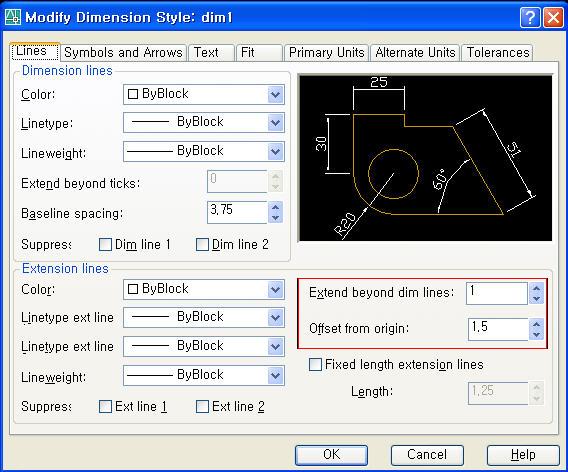 Modify Dimension Style: dim1
Lines Symbols and Arrows Text Fit Primary Units Alternate Units Tolerances
Dimension lines
Color: ByBlock
Linetype: ByBlock
Lineweight: ByBlock
Extend beyond ticks: 0
Baseline spacing: 3.75
Suppress Dim line 1 Dim line 2
25
30
51
60°
R20
Extension lines
Color: ByBlock
Linetype ext line ByBlock
Linetype ext line ByBlock
Lineweight: ByBlock
Suppress Ext line 1 Ext line 2
Extend beyond dim lines: 1
Offset from origin: 1.5
Fixed length extension lines
Length: 1.25
OK Cancel Help